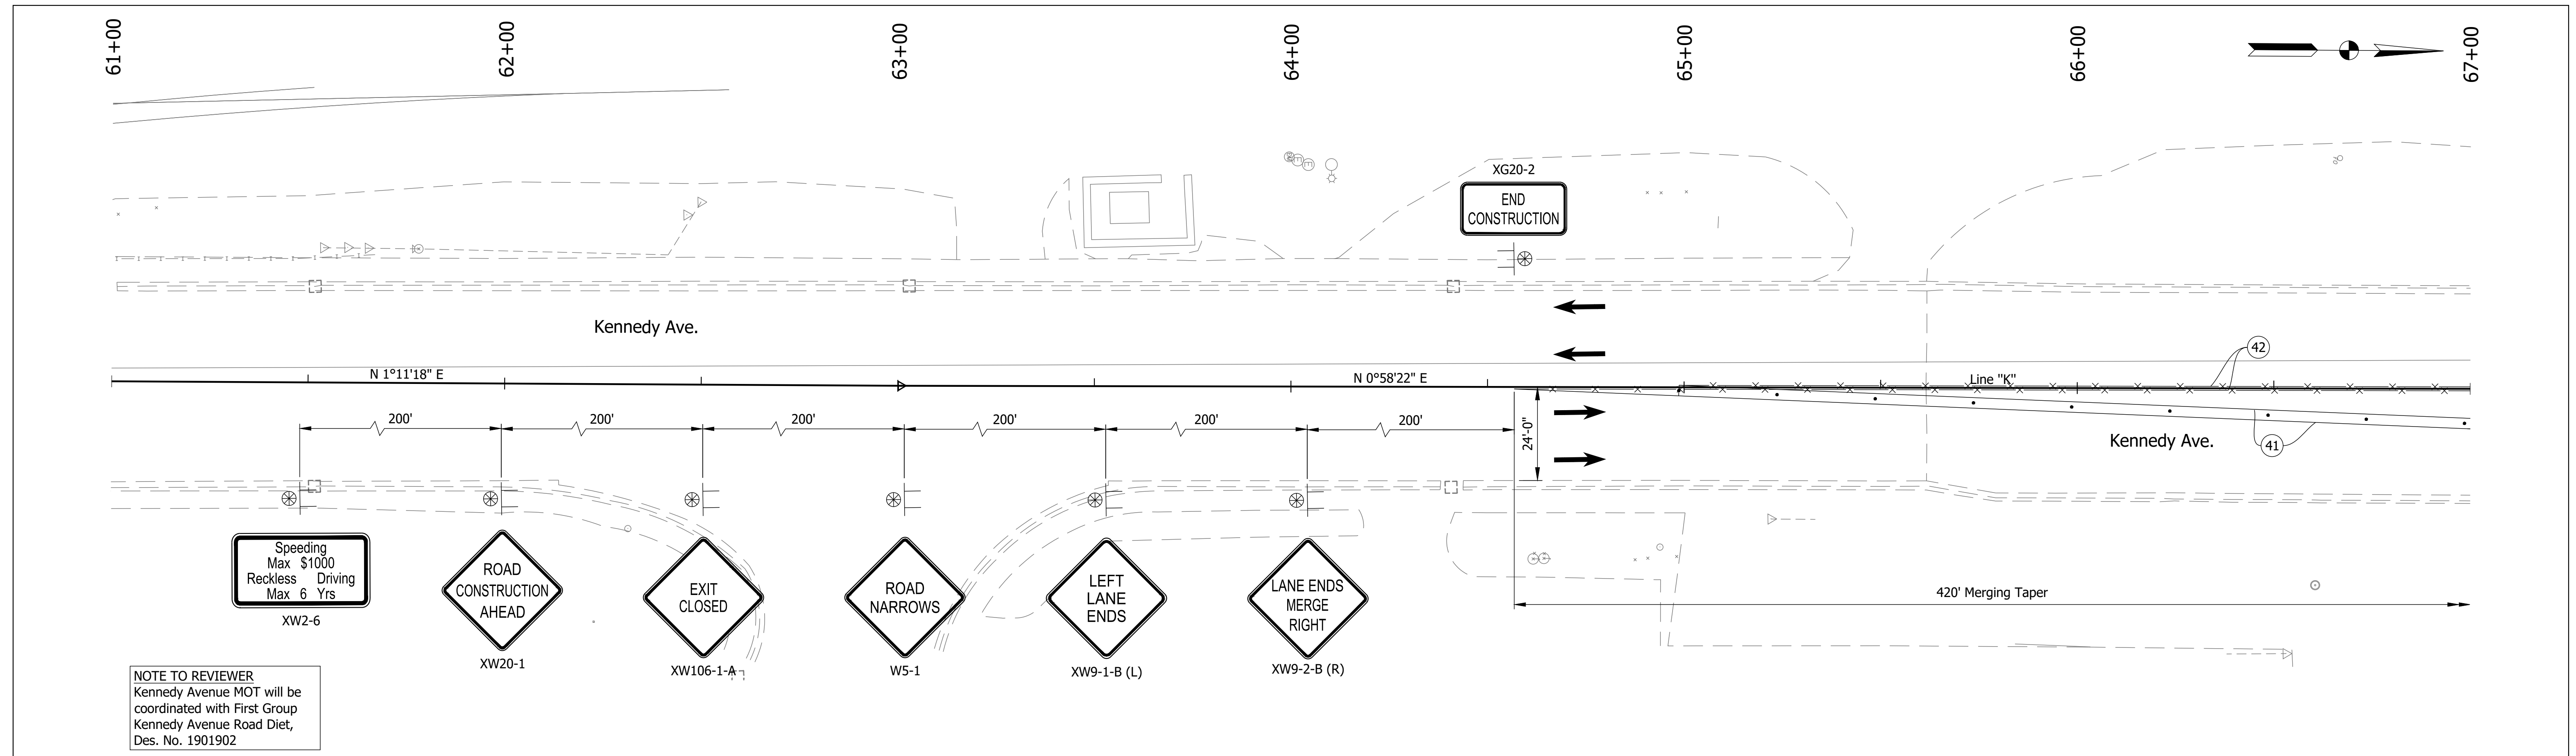 61+00
62+00
63+00
64+00
65+00
66+00
67+00
XG20-2
END
CONSTRUCTION
Kennedy Ave.
42
N 1°11'18" E
N 0°58'22" E
Line "K"
200'
200'
200'
200'
200'
200'
24'-0"
Kennedy Ave.
41
Speeding
Max $1000
Reckless Driving
Max 6 Yrs
XW2-6
ROAD
CONSTRUCTION
AHEAD
XW20-1
EXIT
CLOSED
XW106-1-A
ROAD
NARROWS
W5-1
LEFT
LANE
ENDS
XW9-1-B (L)
LANE ENDS
MERGE
RIGHT
XW9-2-B (R)
420' Merging Taper
NOTE TO REVIEWER
Kennedy Avenue MOT will be
coordinated with First Group
Kennedy Avenue Road Diet,
Des. No. 1901902